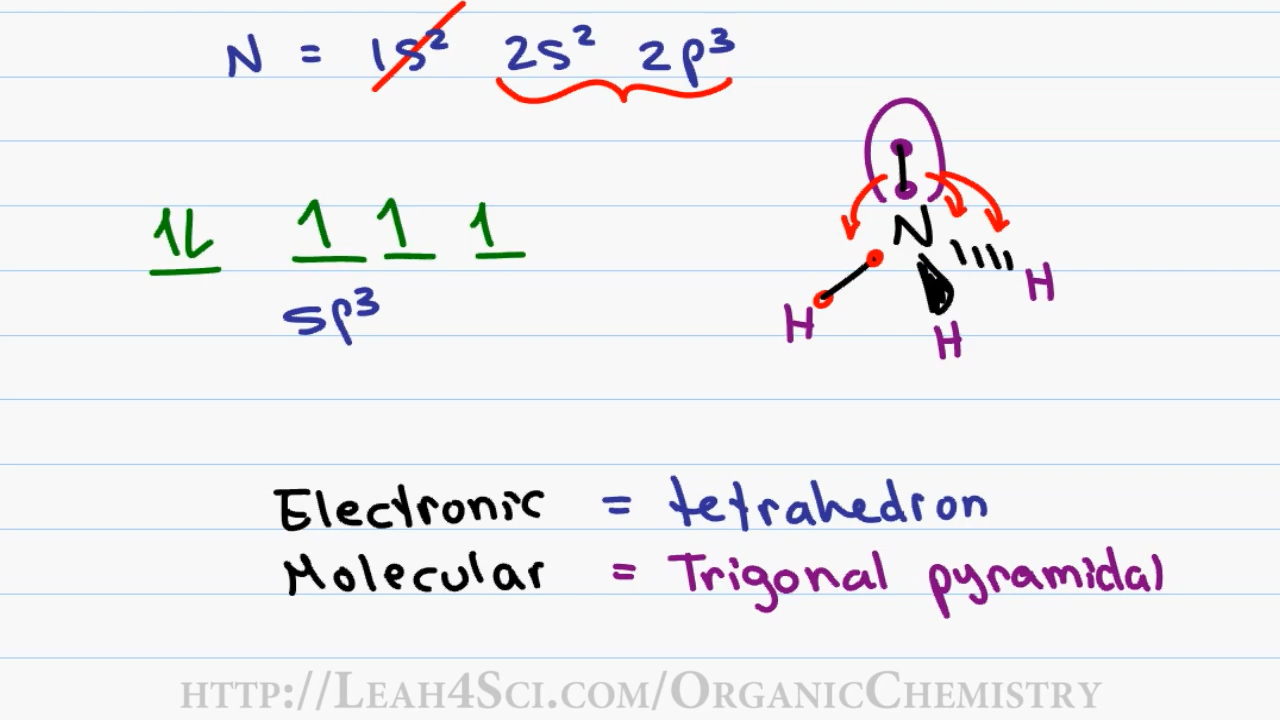 N = 1s² 2s² 2p³
1L 1 1 1
sp³
N
H
H
H
Electronic = tetrahedron
Molecular = Trigonal pyramidal
HTTP://LEAH4SCI.COM/ORGANICCHEMISTRY